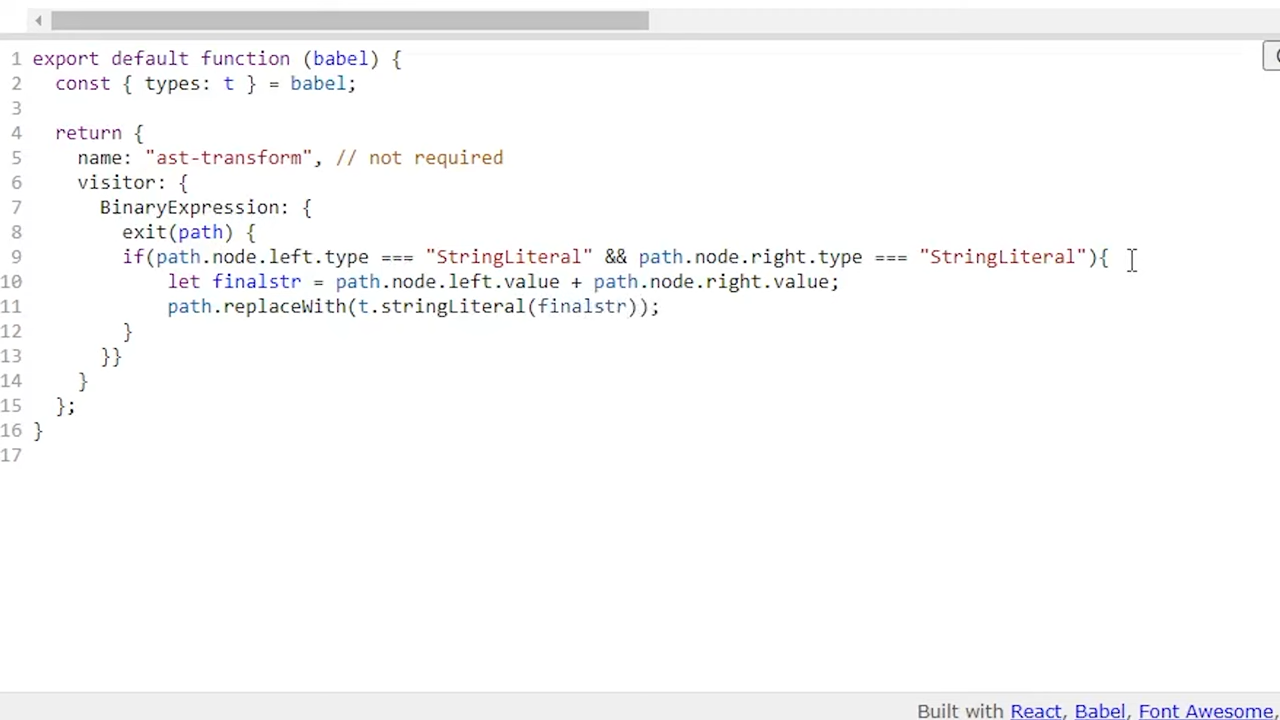 1 export default function (babel) {
2   const { types: t } = babel;
3
4   return {
5     name: "ast-transform", // not required
6     visitor: {
7       BinaryExpression: {
8         exit(path) {
9         if(path.node.left.type === "StringLiteral" && path.node.right.type === "StringLiteral"){
10             let finalstr = path.node.left.value + path.node.right.value;
11             path.replaceWith(t.stringLiteral(finalstr));
12         }
13       }}
14     }
15   };
16 }
17
Built with React, Babel, Font Awesome,